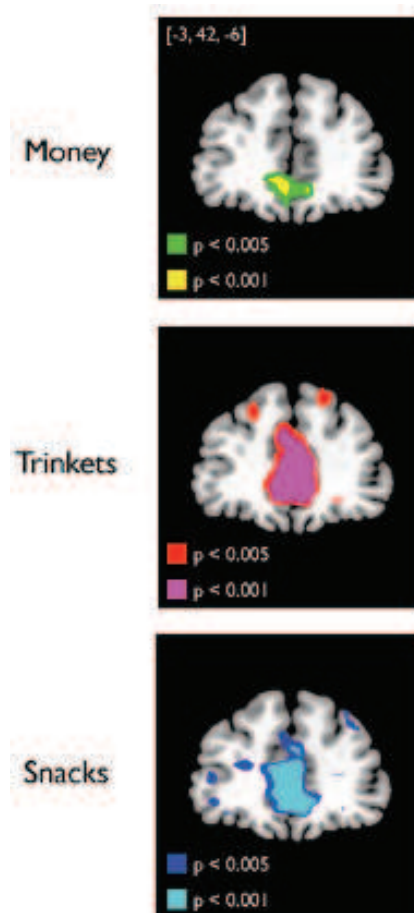 [-3, 42, -6]
Money
p < 0.005
p < 0.001
Trinkets
p < 0.005
p < 0.001
Snacks
p < 0.005
p < 0.001